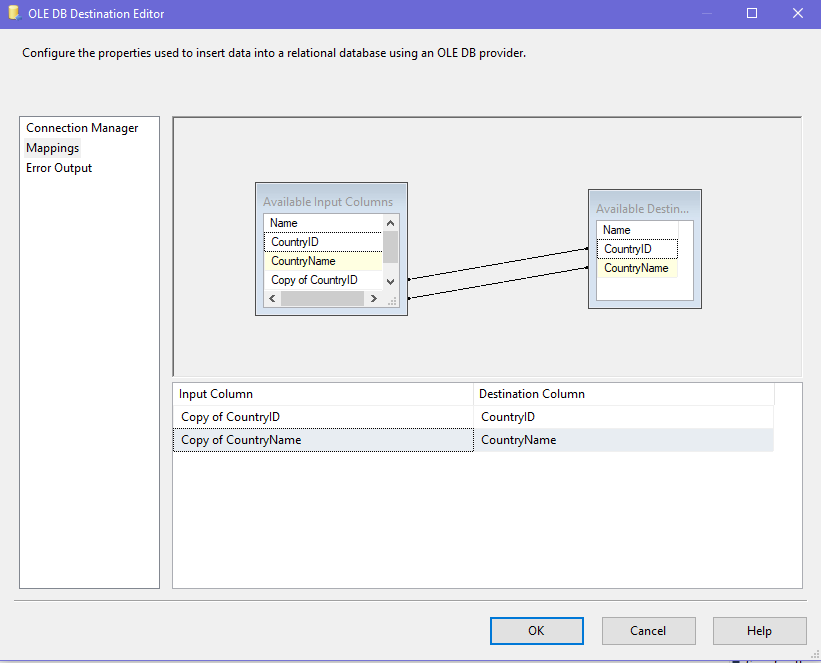 OLE DB Destination Editor
Configure the properties used to insert data into a relational database using an OLE DB provider.
Connection Manager
Mappings
Error Output
Available Input Columns
Name
CountryID
CountryName
Copy of CountryID
Available Destin...
Name
CountryID
CountryName
Input Column Destination Column
Copy of CountryID CountryID
Copy of CountryName CountryName
OK Cancel Help